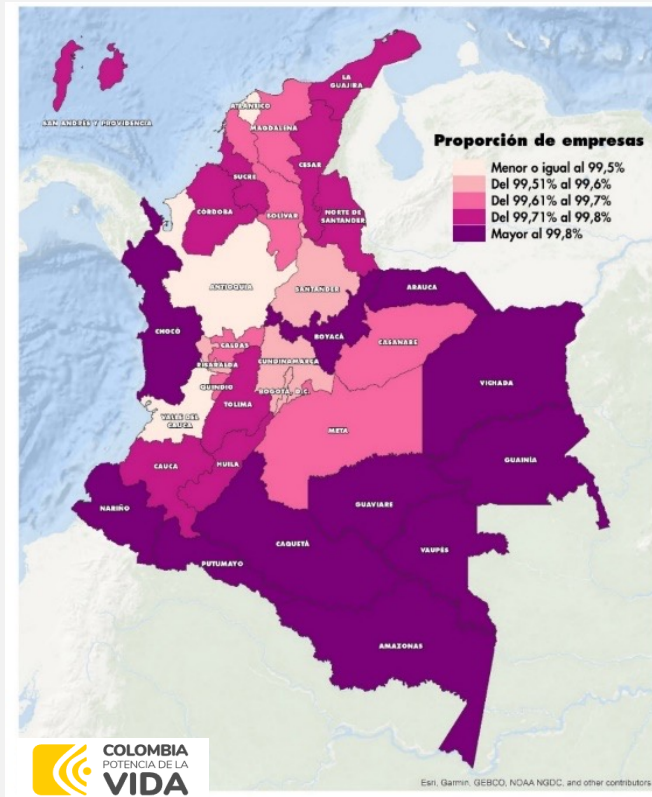 LA
GUAJIRA
ATLÁNTICO
SAN ANDRÉS Y PROVIDENCIA
MAGDALENA
Proporción de empresas
Menor o igual al 99,5%
Del 99,51% al 99,6%
Del 99,61% al 99,7%
Del 99,71% al 99,8%
Mayor al 99,8%
CESAR
SUCRE
CÓRDOBA
BOLÍVAR
NORTE DE
SANTANDER
ANTIOQUIA
SANTANDER
ARAUCA
CHOCÓ
BOYACÁ
CALDAS
CASANARE
CUNDINAMARCA
RISARALDA
VICHADA
QUINDÍO
BOGOTÁ, D.C.
TOLIMA
VALLE DEL
CAUCA
META
GUAINÍA
CAUCA
HUILA
GUAVIARE
NARIÑO
CAQUETÁ
VAUPÉS
PUTUMAYO
AMAZONAS
COLOMBIA
POTENCIA DE LA
VIDA
Esri, Garmin, GEBCO, NOAA NGDC, and other contributors